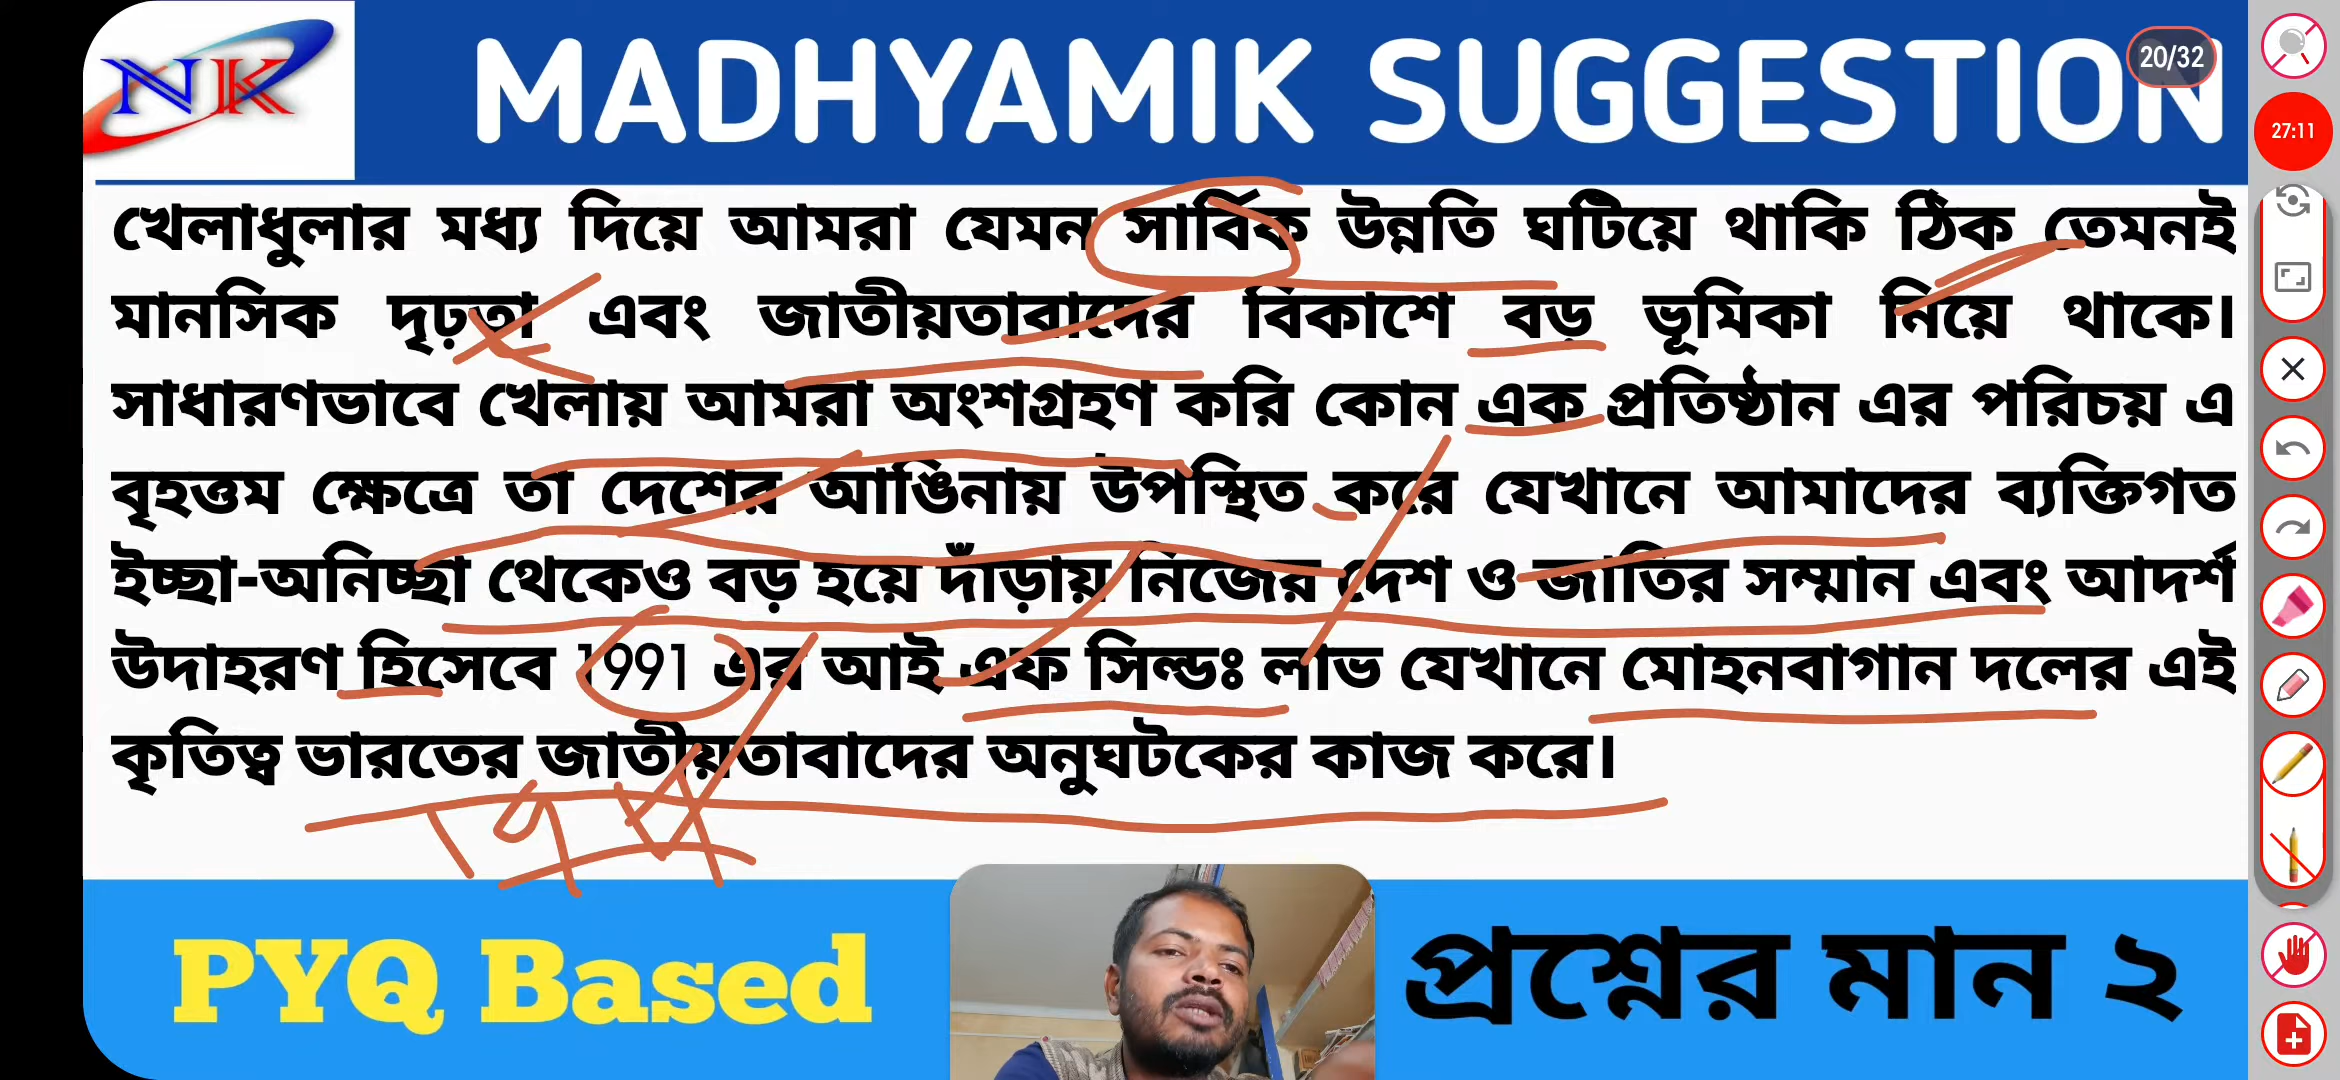 NK
MADHYAMIK SUGGESTION
20/32
27:11
খেলাধুলার মধ্য দিয়ে আমরা যেমন সার্বিক উন্নতি ঘটিয়ে থাকি ঠিক তেমনই
মানসিক দৃঢ়তা এবং জাতীয়তাবাদের বিকাশে বড় ভূমিকা নিয়ে থাকে।
সাধারণভাবে খেলায় আমরা অংশগ্রহণ করি কোন এক প্রতিষ্ঠান এর পরিচয় এ
বৃহত্তম ক্ষেত্রে তা দেশের আঙিনায় উপস্থিত করে যেখানে আমাদের ব্যক্তিগত
ইচ্ছা-অনিচ্ছা থেকেও বড় হয়ে দাঁড়ায় নিজের দেশ ও জাতির সম্মান এবং আদর্শ
উদাহরণ হিসেবে 1991 এর আই এফ সিল্ডঃ লাভ যেখানে মোহনবাগান দলের এই
কৃতিত্ব ভারতের জাতীয়তাবাদের অনুঘটকের কাজ করে।
PYQ Based
প্রশ্নের মান ২